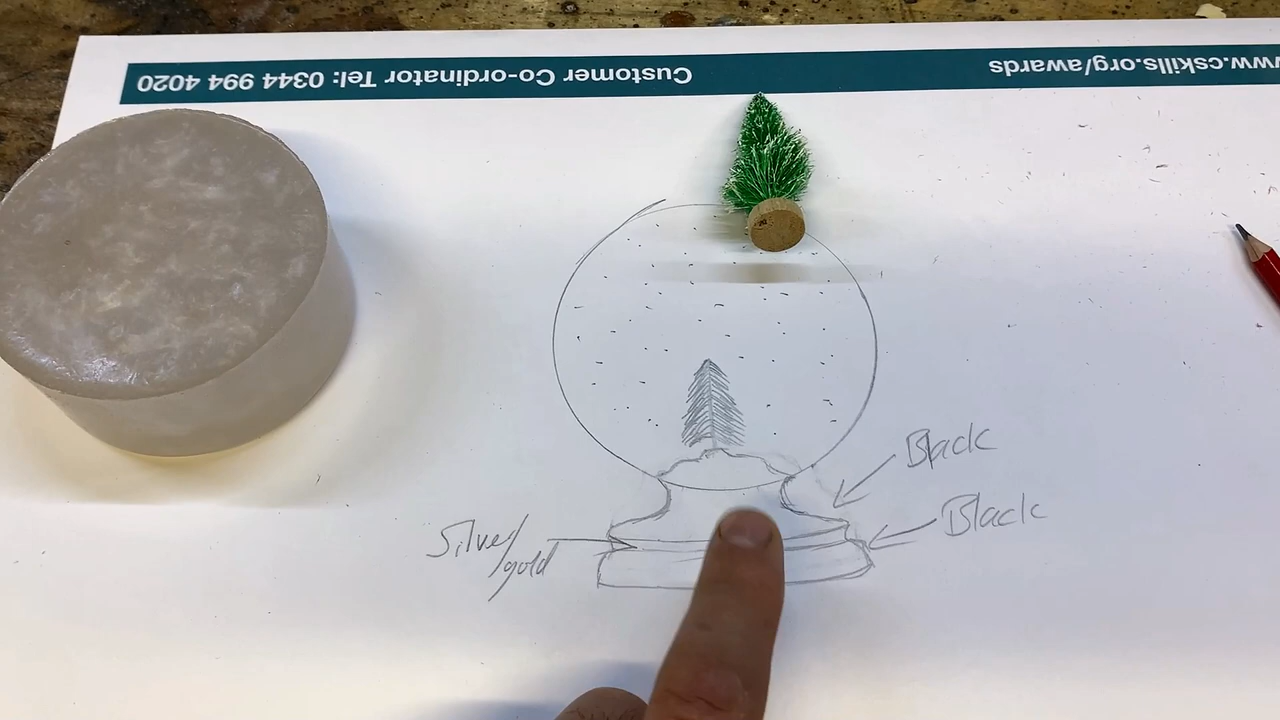 Customer Co-ordinator Tel: 0344 994 4020
www.cskills.org/awards
Black
Black
Silver/
gold